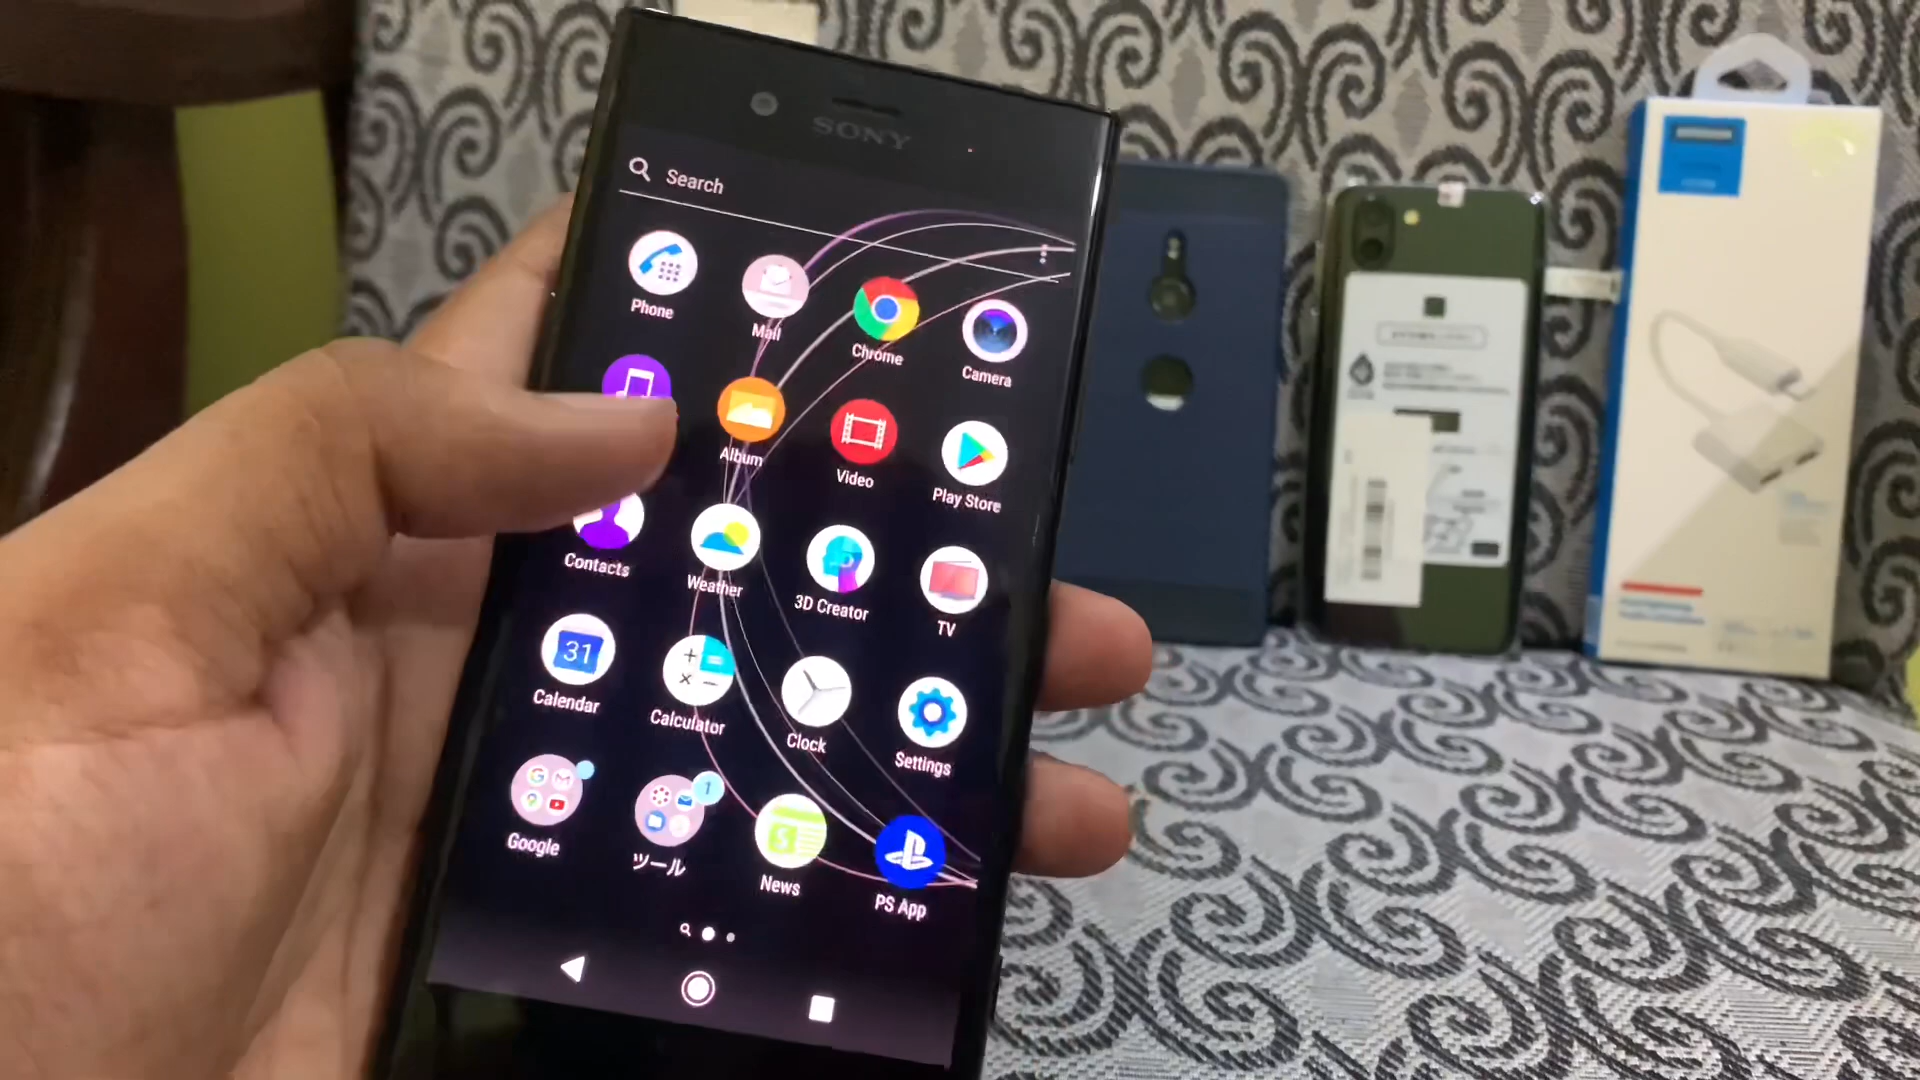 SONY
Search
Phone
Mail
Chrome
Camera
Album
Video
Play Store
Contacts
Weather
3D Creator
TV
31
Calendar
Calculator
Clock
Settings
1
Google
ツール
News
PS App